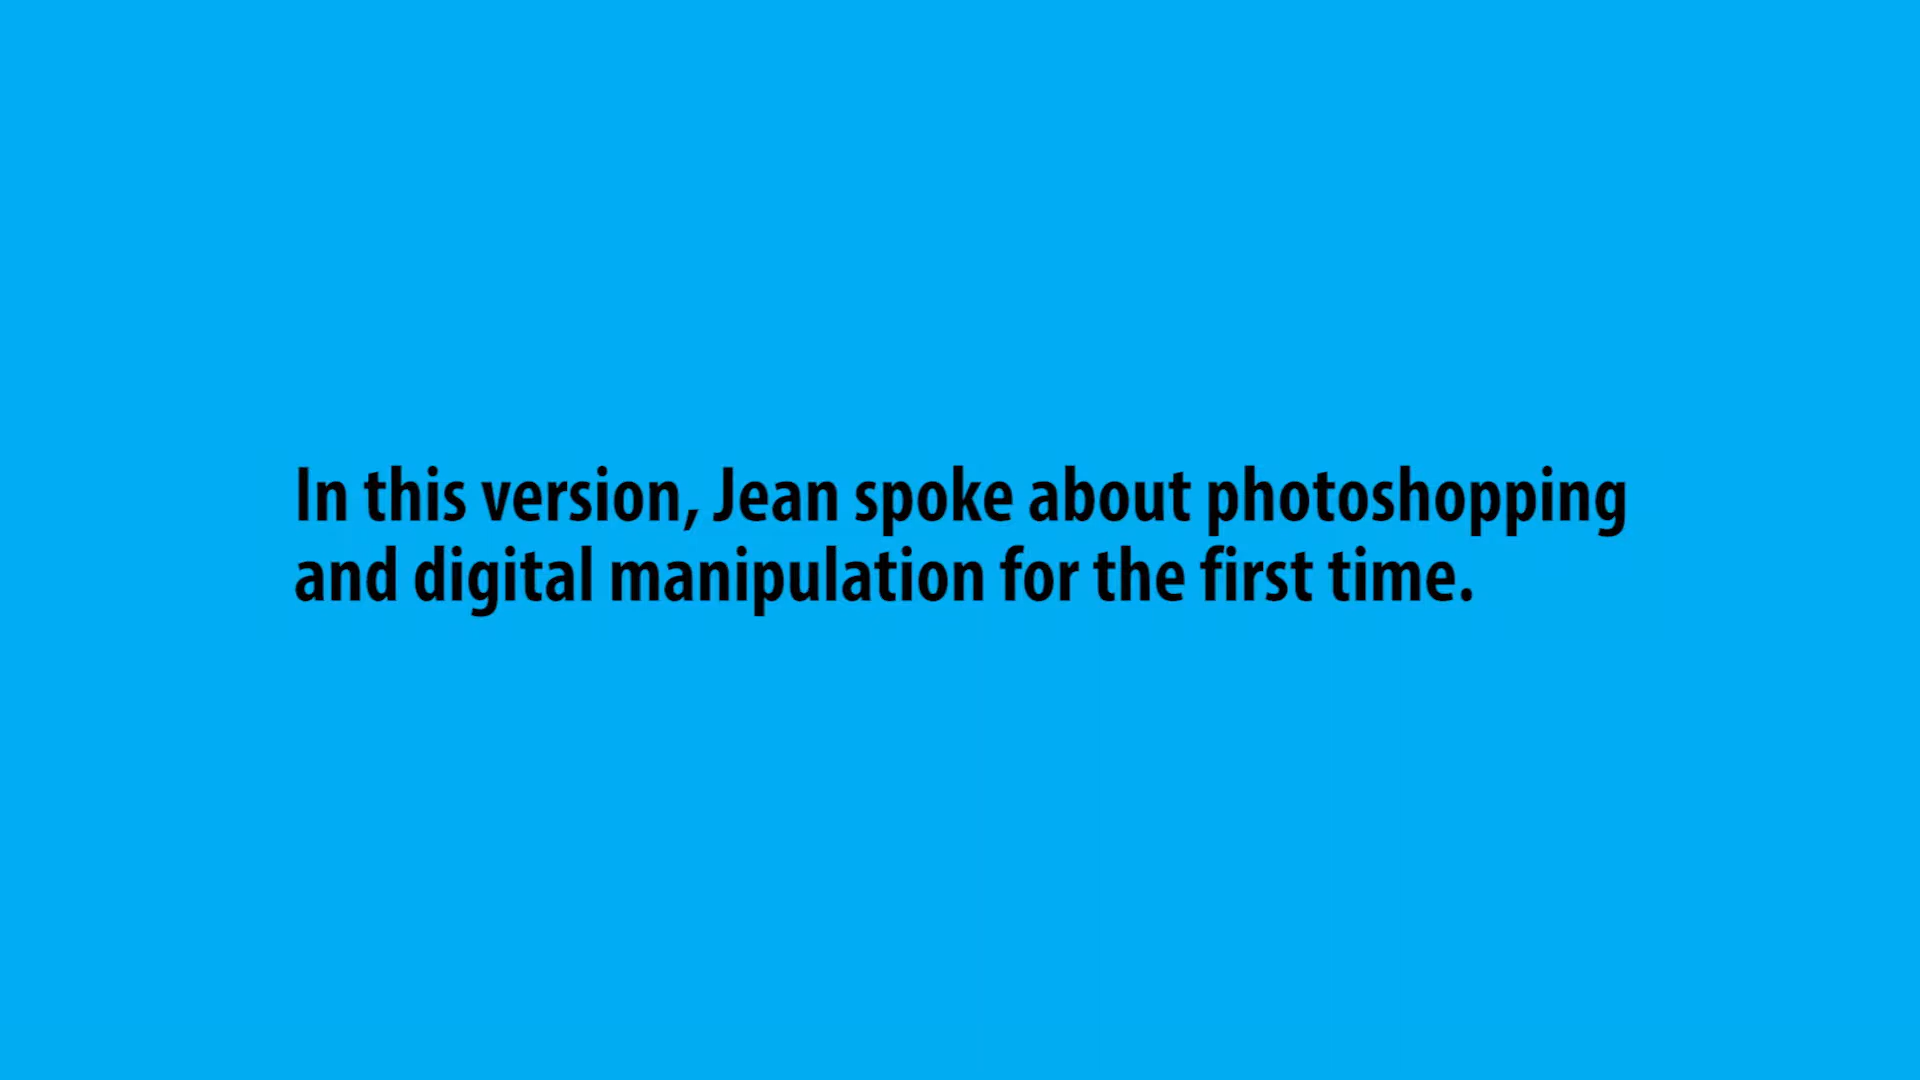 In this version, Jean spoke about photoshopping
and digital manipulation for the first time.